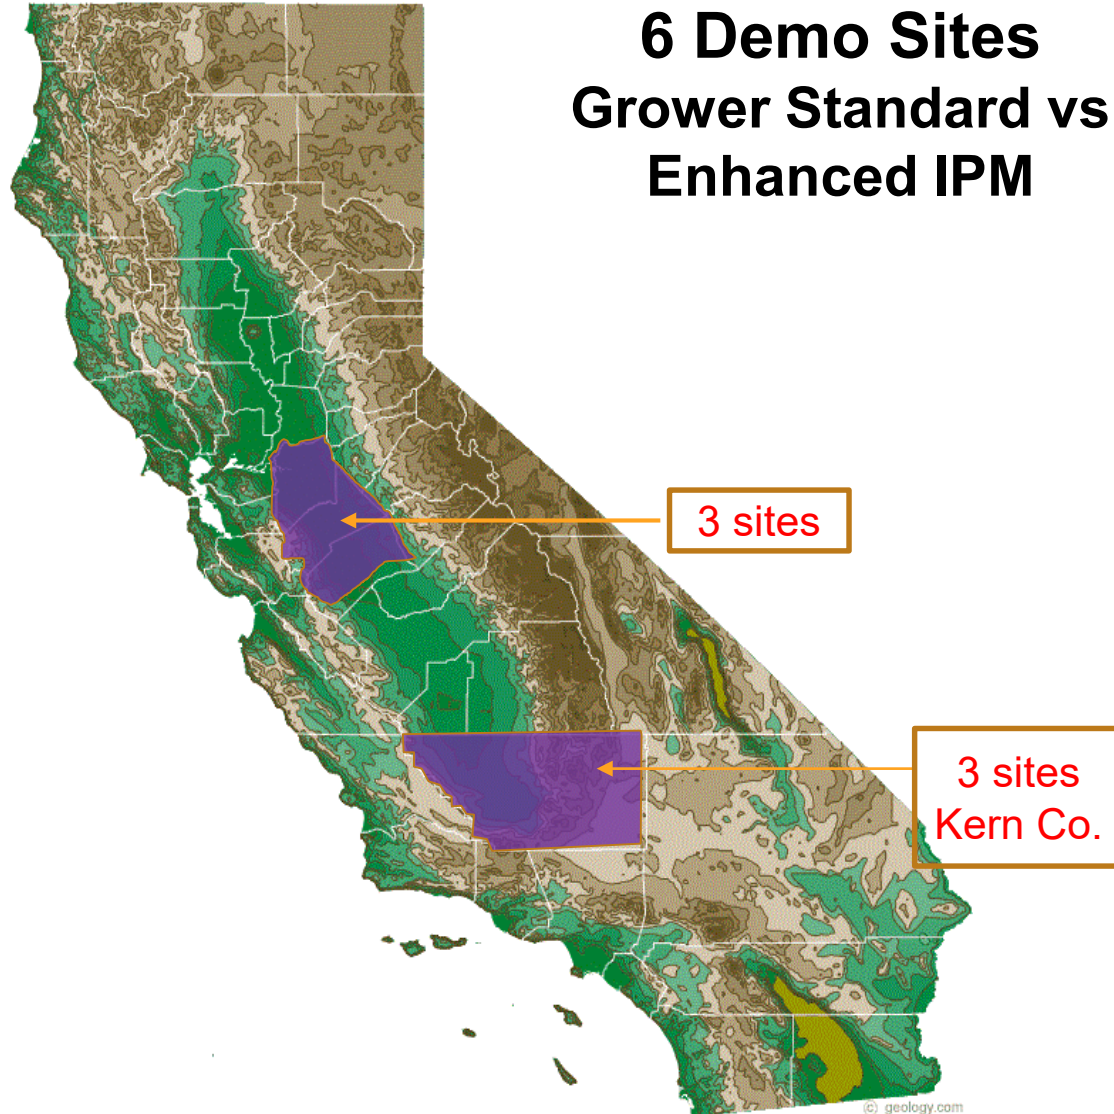 6 Demo Sites
Grower Standard vs
Enhanced IPM
3 sites
3 sites
Kern Co.
(c) geology.com